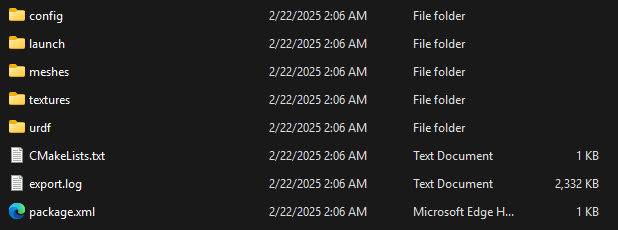 config 2/22/2025 2:06 AM File folder
launch 2/22/2025 2:06 AM File folder
meshes 2/22/2025 2:06 AM File folder
textures 2/22/2025 2:06 AM File folder
urdf 2/22/2025 2:06 AM File folder
CMakeLists.txt 2/22/2025 2:06 AM Text Document 1 KB
export.log 2/22/2025 2:06 AM Text Document 2,332 KB
package.xml 2/22/2025 2:06 AM Microsoft Edge H... 1 KB